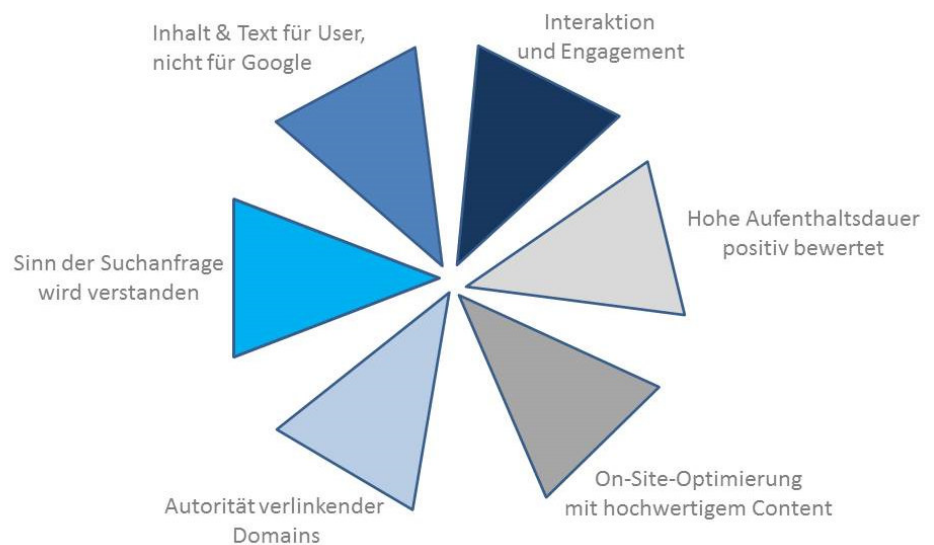 Inhalt & Text für User,
nicht für Google
Interaktion
und Engagement
Hohe Aufenthaltsdauer
positiv bewertet
Sinn der Suchanfrage
wird verstanden
On-Site-Optimierung
mit hochwertigem Content
Autorität verlinkender
Domains